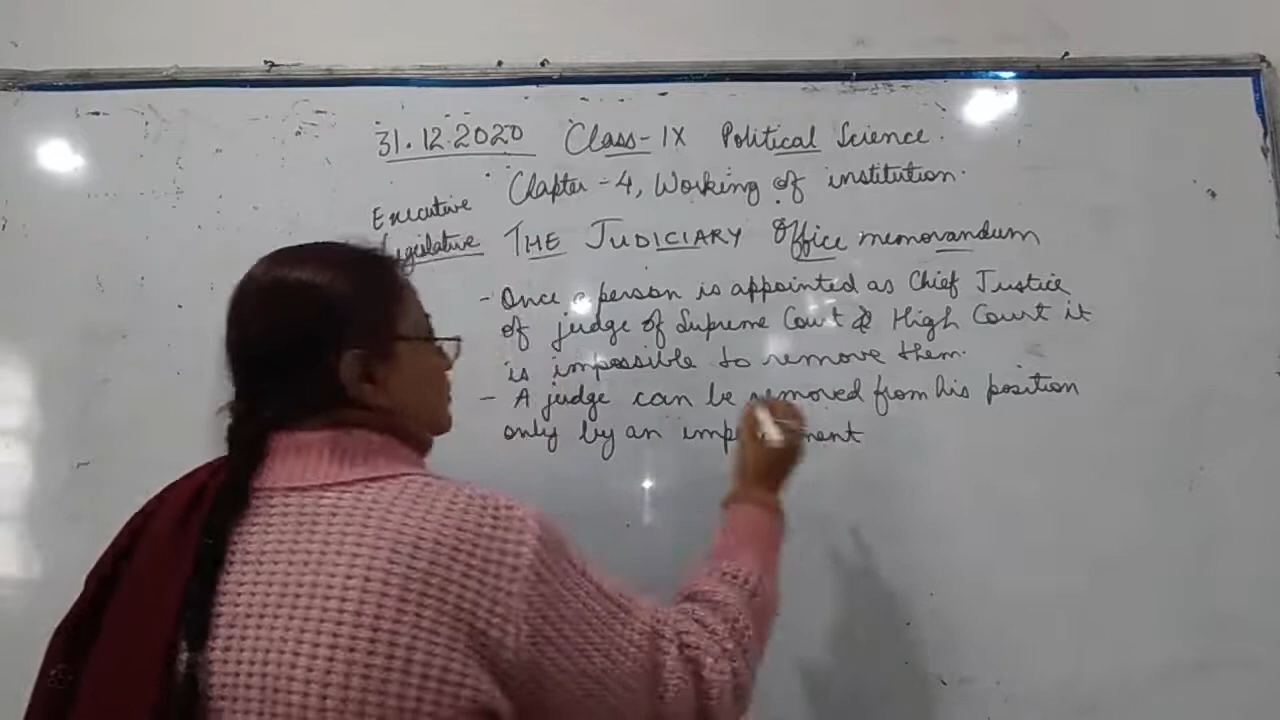 31.12.2020 Class-IX Political Science.
Chapter-4, Working of institution.
Executive
Legislative THE JUDICIARY Office memorandum
- Once a person is appointed as Chief Justice
of judge of Supreme Court & High Court it
is impossible to remove them.
- A judge can be removed from his position
only by an